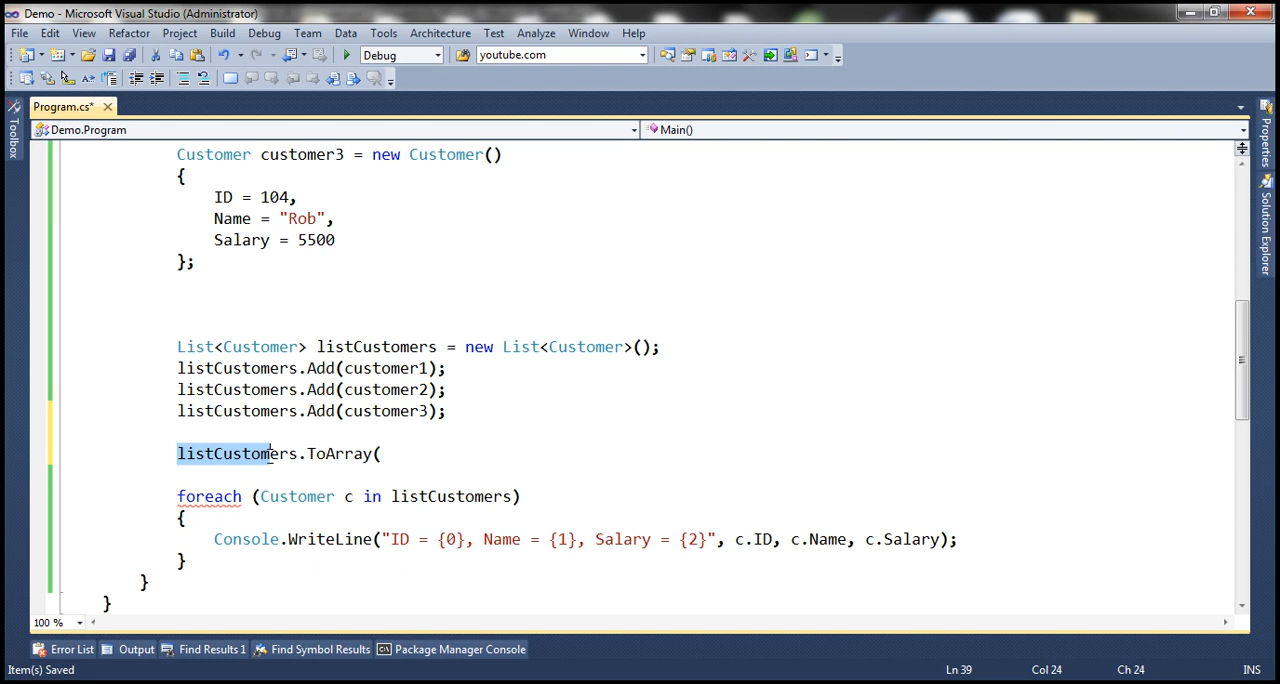 Demo - Microsoft Visual Studio (Administrator)
File Edit View Refactor Project Build Debug Team Data Tools Architecture Test Analyze Window Help
Debug youtube.com
Program.cs* ×
Demo.Program Main()
Toolbox
Properties
Solution Explorer
Customer customer3 = new Customer()
{
ID = 104,
Name = "Rob",
Salary = 5500
};
List<Customer> listCustomers = new List<Customer>();
listCustomers.Add(customer1);
listCustomers.Add(customer2);
listCustomers.Add(customer3);
listCustomers.ToArray(
foreach (Customer c in listCustomers)
{
Console.WriteLine("ID = {0}, Name = {1}, Salary = {2}", c.ID, c.Name, c.Salary);
}
}
}
100 %
Error List Output Find Results 1 Find Symbol Results Package Manager Console
Item(s) Saved Ln 39 Col 24 Ch 24 INS